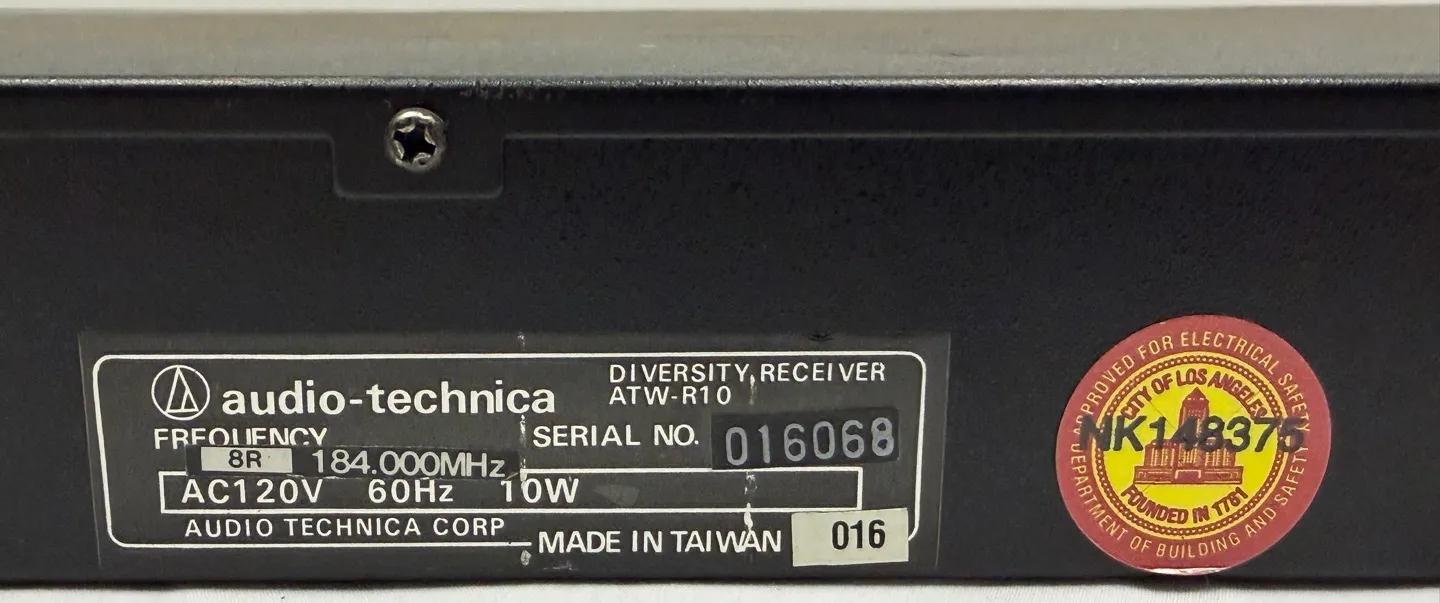 audio-technica
DIVERSITY RECEIVER
ATW-R10
FREQUENCY
SERIAL NO. 016068
8R 184.000MHz
AC120V 60Hz 10W
AUDIO TECHNICA CORP
MADE IN TAIWAN
016
APPROVED FOR ELECTRICAL SAFETY
CITY OF LOS ANGELES
NK148375
FOUNDED IN 1781
DEPARTMENT OF BUILDING AND SAFETY